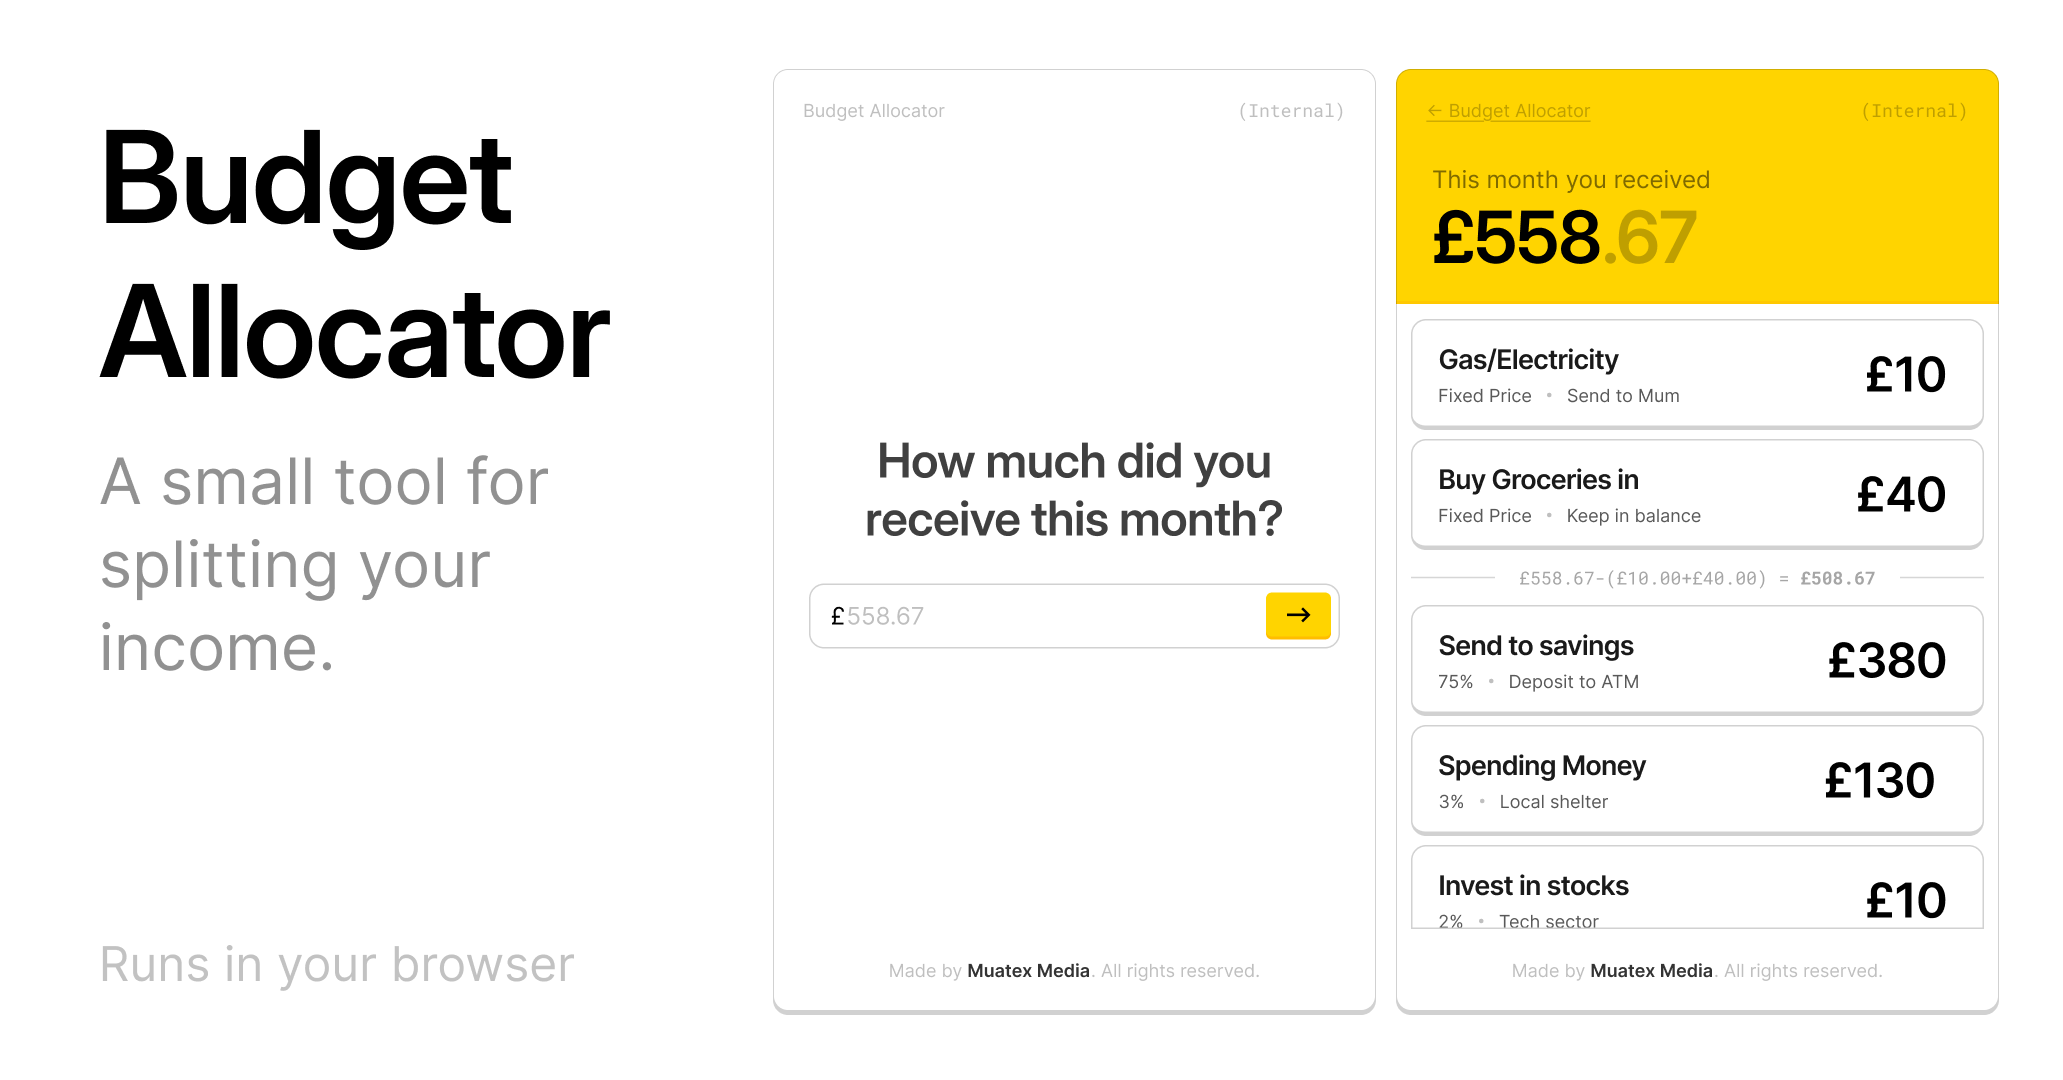 Budget
Allocator
A small tool for
splitting your
income.
Runs in your browser
Budget Allocator
(Internal)
How much did you
receive this month?
£558.67
→
Made by Muatex Media. All rights reserved.
← Budget Allocator
(Internal)
This month you received
£558.67
Gas/Electricity
Fixed Price • Send to Mum
£10
Buy Groceries in
Fixed Price • Keep in balance
£40
£558.67-(£10.00+£40.00) = £508.67
Send to savings
75% • Deposit to ATM
£380
Spending Money
3% • Local shelter
£130
Invest in stocks
2% • Tech sector
£10
Made by Muatex Media. All rights reserved.